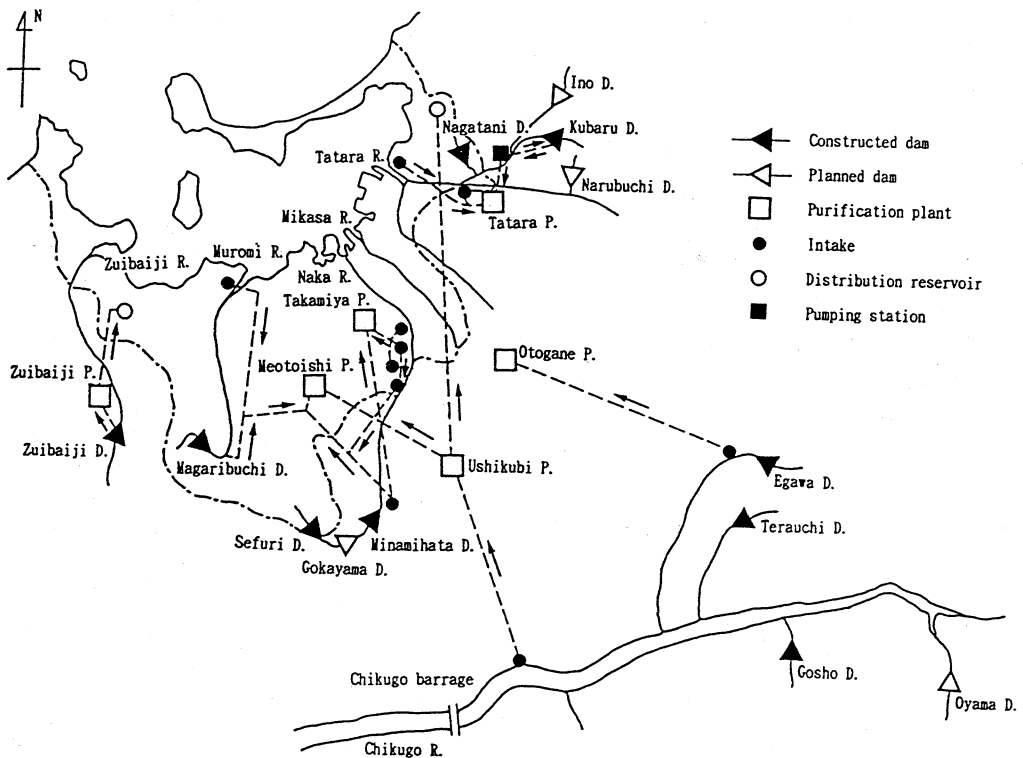 N
Ino D.
Nagatani D.
Kubaru D.
Tatara R.
Narubuchi D.
Tatara P.
Mikasa R.
Muromi R.
Zuibaiji R.
Naka R.
Takamiya P.
Otogane P.
Meotoishi P.
Zuibaiji P.
Zuibaiji D.
Magaribuchi D.
Ushikubi P.
Egawa D.
Terauchi D.
Sefuri D.
Minamihata D.
Gokayama D.
Chikugo barrage
Gosho D.
Oyama D.
Chikugo R.
Constructed dam
Planned dam
Purification plant
Intake
Distribution reservoir
Pumping station